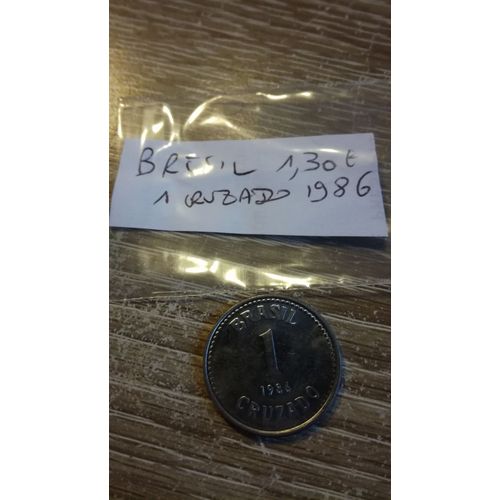 BRESIL 1,30€
1 CRUZADO 1986
BRASIL
1
1986
CRUZADO